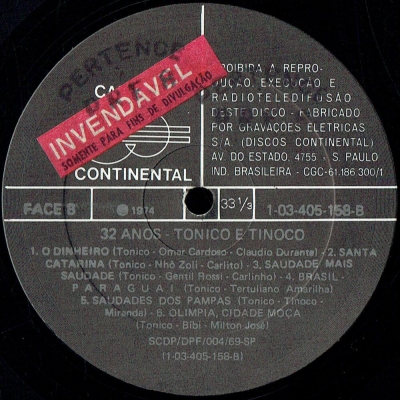 PERTENCE
INVENDÁVEL
SOMENTE PARA FINS DE DIVULGAÇÃO
CONTINENTAL
PROIBIDA A REPRO-
DUÇÃO, EXECUÇÃO E
RADIOTELEDIFUSÃO
DESTE DISCO - FABRICADO
POR GRAVAÇÕES ELÉTRICAS
S/A (DISCOS CONTINENTAL)
AV. DO ESTADO, 4755 - S. PAULO
IND. BRASILEIRA - CGC-61.186.300/1
FACE B
℗ 1974
33 1/3
1-03-405-158-B
32 ANOS - TONICO E TINOCO
1. O DINHEIRO (Tonico - Omar Cardoso - Claudio Durante) - 2. SANTA
CATARINA (Tonico - Nhô Zoli - Carlito) - 3. SAUDADE MAIS
SAUDADE (Tonico - Gentil Rossi - Carlinho) - 4. BRASIL -
PARAGUAI (Tonico - Tertuliano Amarilha)
5. SAUDADES DOS PAMPAS (Tonico - Tinoco -
Miranda) - 6. OLIMPIA, CIDADE MOÇA
(Tonico - Bibi - Milton José)
SCDP/DPF/004/69-SP
(1-03-405-158-B)